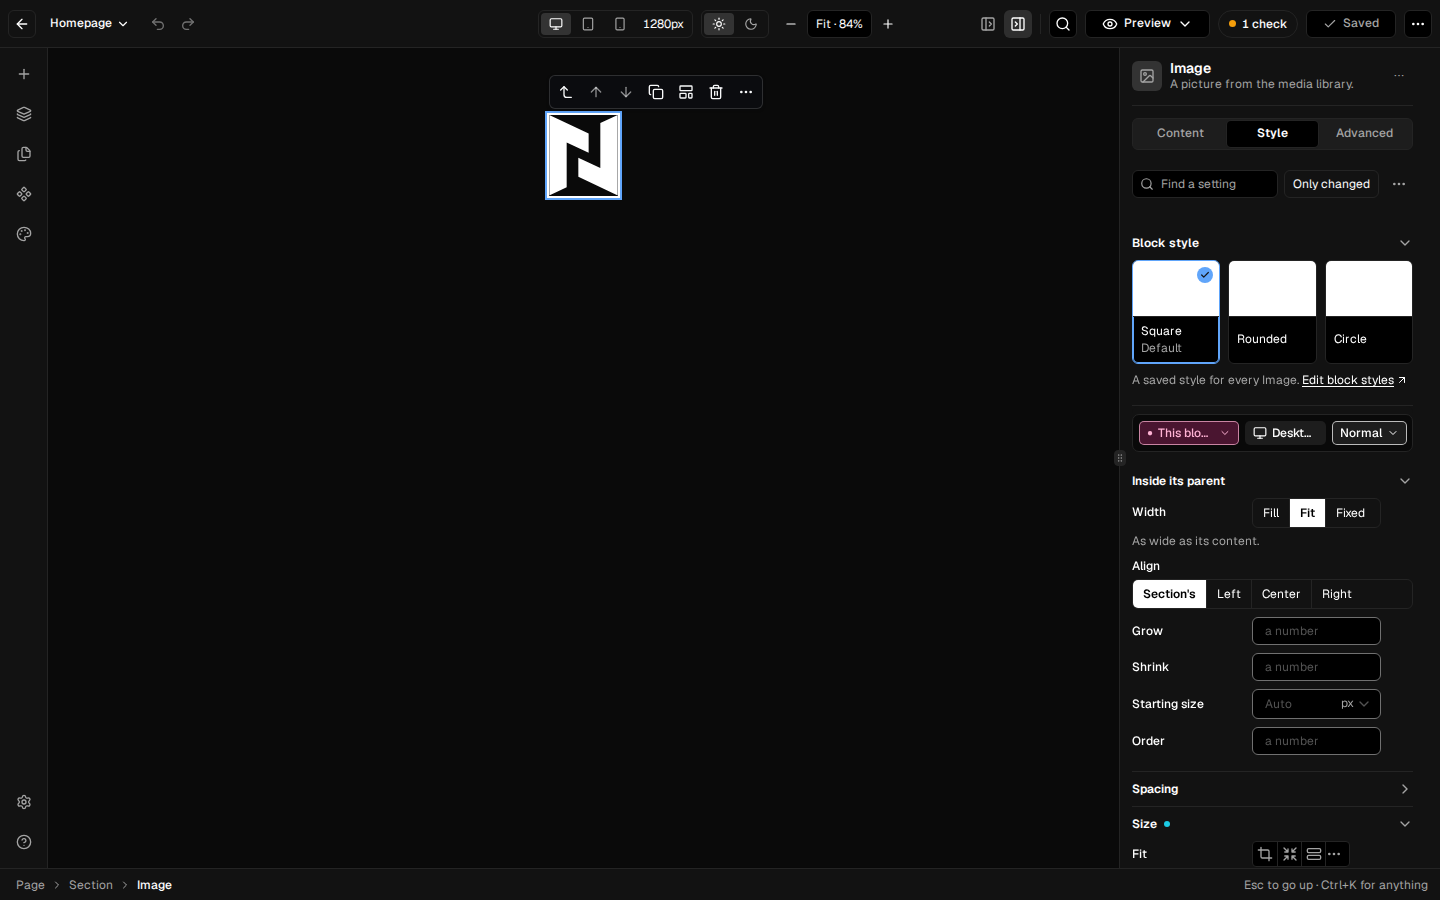 Homepage
1280px
Fit · 84%
Preview
1 check
Saved
Image
A picture from the media library.
Content
Style
Advanced
Find a setting
Only changed
Block style
Square
Default
Rounded
Circle
A saved style for every Image. Edit block styles
This blo...
Deskt...
Normal
Inside its parent
Width
Fill
Fit
Fixed
As wide as its content.
Align
Section's
Left
Center
Right
Grow
a number
Shrink
a number
Starting size
Auto
px
Order
a number
Spacing
Size
Fit
Page
Section
Image
Esc to go up · Ctrl+K for anything